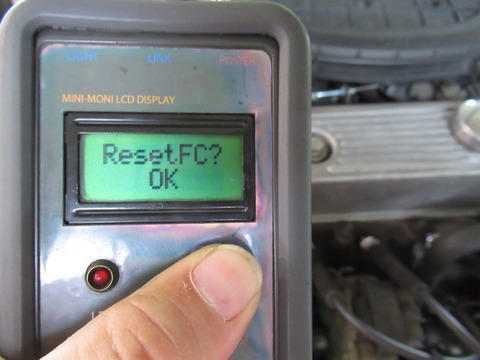 LIGHT LINK POWER
MINI-MONI LCD DISPLAY
ResetFC?
OK